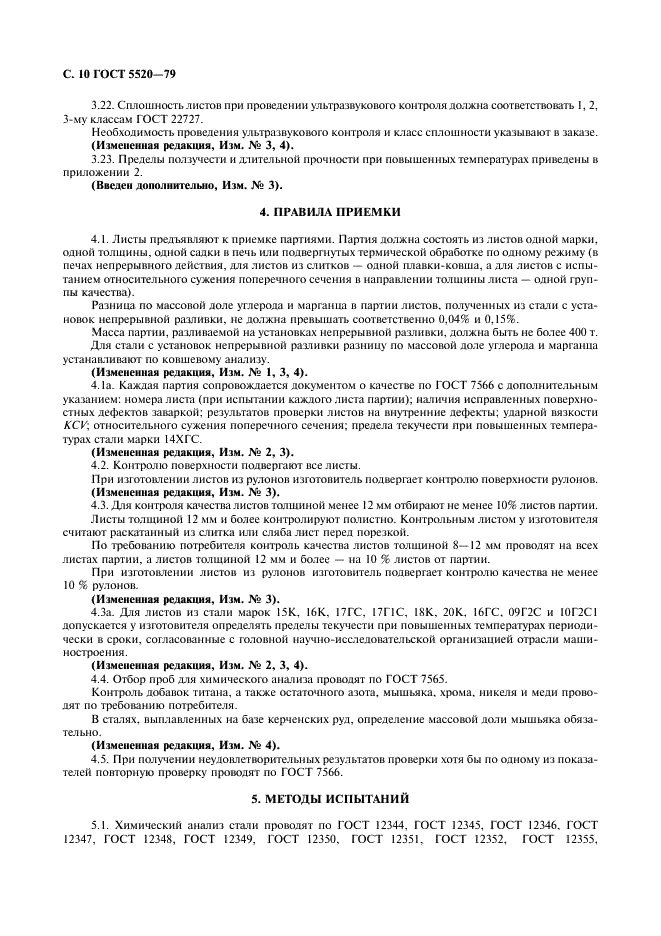 С. 10 ГОСТ 5520—79
3.22. Сплошность листов при проведении ультразвукового контроля должна соответствовать 1, 2,
3-му классам ГОСТ 22727.
Необходимость проведения ультразвукового контроля и класс сплошности указывают в заказе.
(Измененная редакция, Изм. № 3, 4).
3.23. Пределы ползучести и длительной прочности при повышенных температурах приведены в
приложении 2.
(Введен дополнительно, Изм. № 3).
4. ПРАВИЛА ПРИЕМКИ
4.1. Листы предъявляют к приемке партиями. Партия должна состоять из листов одной марки,
одной толщины, одной садки в печь или подвергнутых термической обработке по одному режиму (в
печах непрерывного действия, для листов из слитков — одной плавки-ковша, а для листов с испы-
танием относительного сужения поперечного сечения в направлении толщины листа — одной груп-
пы качества).
Разница по массовой доле углерода и марганца в партии листов, полученных из стали с уста-
новок непрерывной разливки, не должна превышать соответственно 0,04% и 0,15%.
Масса партии, разливаемой на установках непрерывной разливки, должна быть не более 400 т.
Для стали с установок непрерывной разливки разницу по массовой доле углерода и марганца
устанавливают по ковшевому анализу.
(Измененная редакция, Изм. № 1, 3, 4).
4.1а. Каждая партия сопровождается документом о качестве по ГОСТ 7566 с дополнительным
указанием: номера листа (при испытании каждого листа партии); наличия исправленных поверхно-
стных дефектов заваркой; результатов проверки листов на внутренние дефекты; ударной вязкости
KCV; относительного сужения поперечного сечения; предела текучести при повышенных темпера-
турах стали марки 14ХГС.
(Измененная редакция, Изм. № 2, 3).
4.2. Контролю поверхности подвергают все листы.
При изготовлении листов из рулонов изготовитель подвергает контролю поверхности рулонов.
(Измененная редакция, Изм. № 3).
4.3. Для контроля качества листов толщиной менее 12 мм отбирают не менее 10% листов партии.
Листы толщиной 12 мм и более контролируют полистно. Контрольным листом у изготовителя
считают раскатанный из слитка или сляба лист перед порезкой.
По требованию потребителя контроль качества листов толщиной 8—12 мм проводят на всех
листах партии, а листов толщиной 12 мм и более — на 10 % листов от партии.
При изготовлении листов из рулонов изготовитель подвергает контролю качества не менее
10 % рулонов.
(Измененная редакция, Изм. № 3).
4.3а. Для листов из стали марок 15К, 16К, 17ГС, 17Г1С, 18К, 20К, 16ГС, 09Г2С и 10Г2С1
допускается у изготовителя определять пределы текучести при повышенных температурах периоди-
чески в сроки, согласованные с головной научно-исследовательской организацией отрасли маши-
ностроения.
(Измененная редакция, Изм. № 2, 3, 4).
4.4. Отбор проб для химического анализа проводят по ГОСТ 7565.
Контроль добавок титана, а также остаточного азота, мышьяка, хрома, никеля и меди прово-
дят по требованию потребителя.
В сталях, выплавленных на базе керченских руд, определение массовой доли мышьяка обяза-
тельно.
(Измененная редакция, Изм. № 4).
4.5. При получении неудовлетворительных результатов проверки хотя бы по одному из показа-
телей повторную проверку проводят по ГОСТ 7566.
5. МЕТОДЫ ИСПЫТАНИЙ
5.1. Химический анализ стали проводят по ГОСТ 12344, ГОСТ 12345, ГОСТ 12346, ГОСТ
12347, ГОСТ 12348, ГОСТ 12349, ГОСТ 12350, ГОСТ 12351, ГОСТ 12352, ГОСТ 12355,